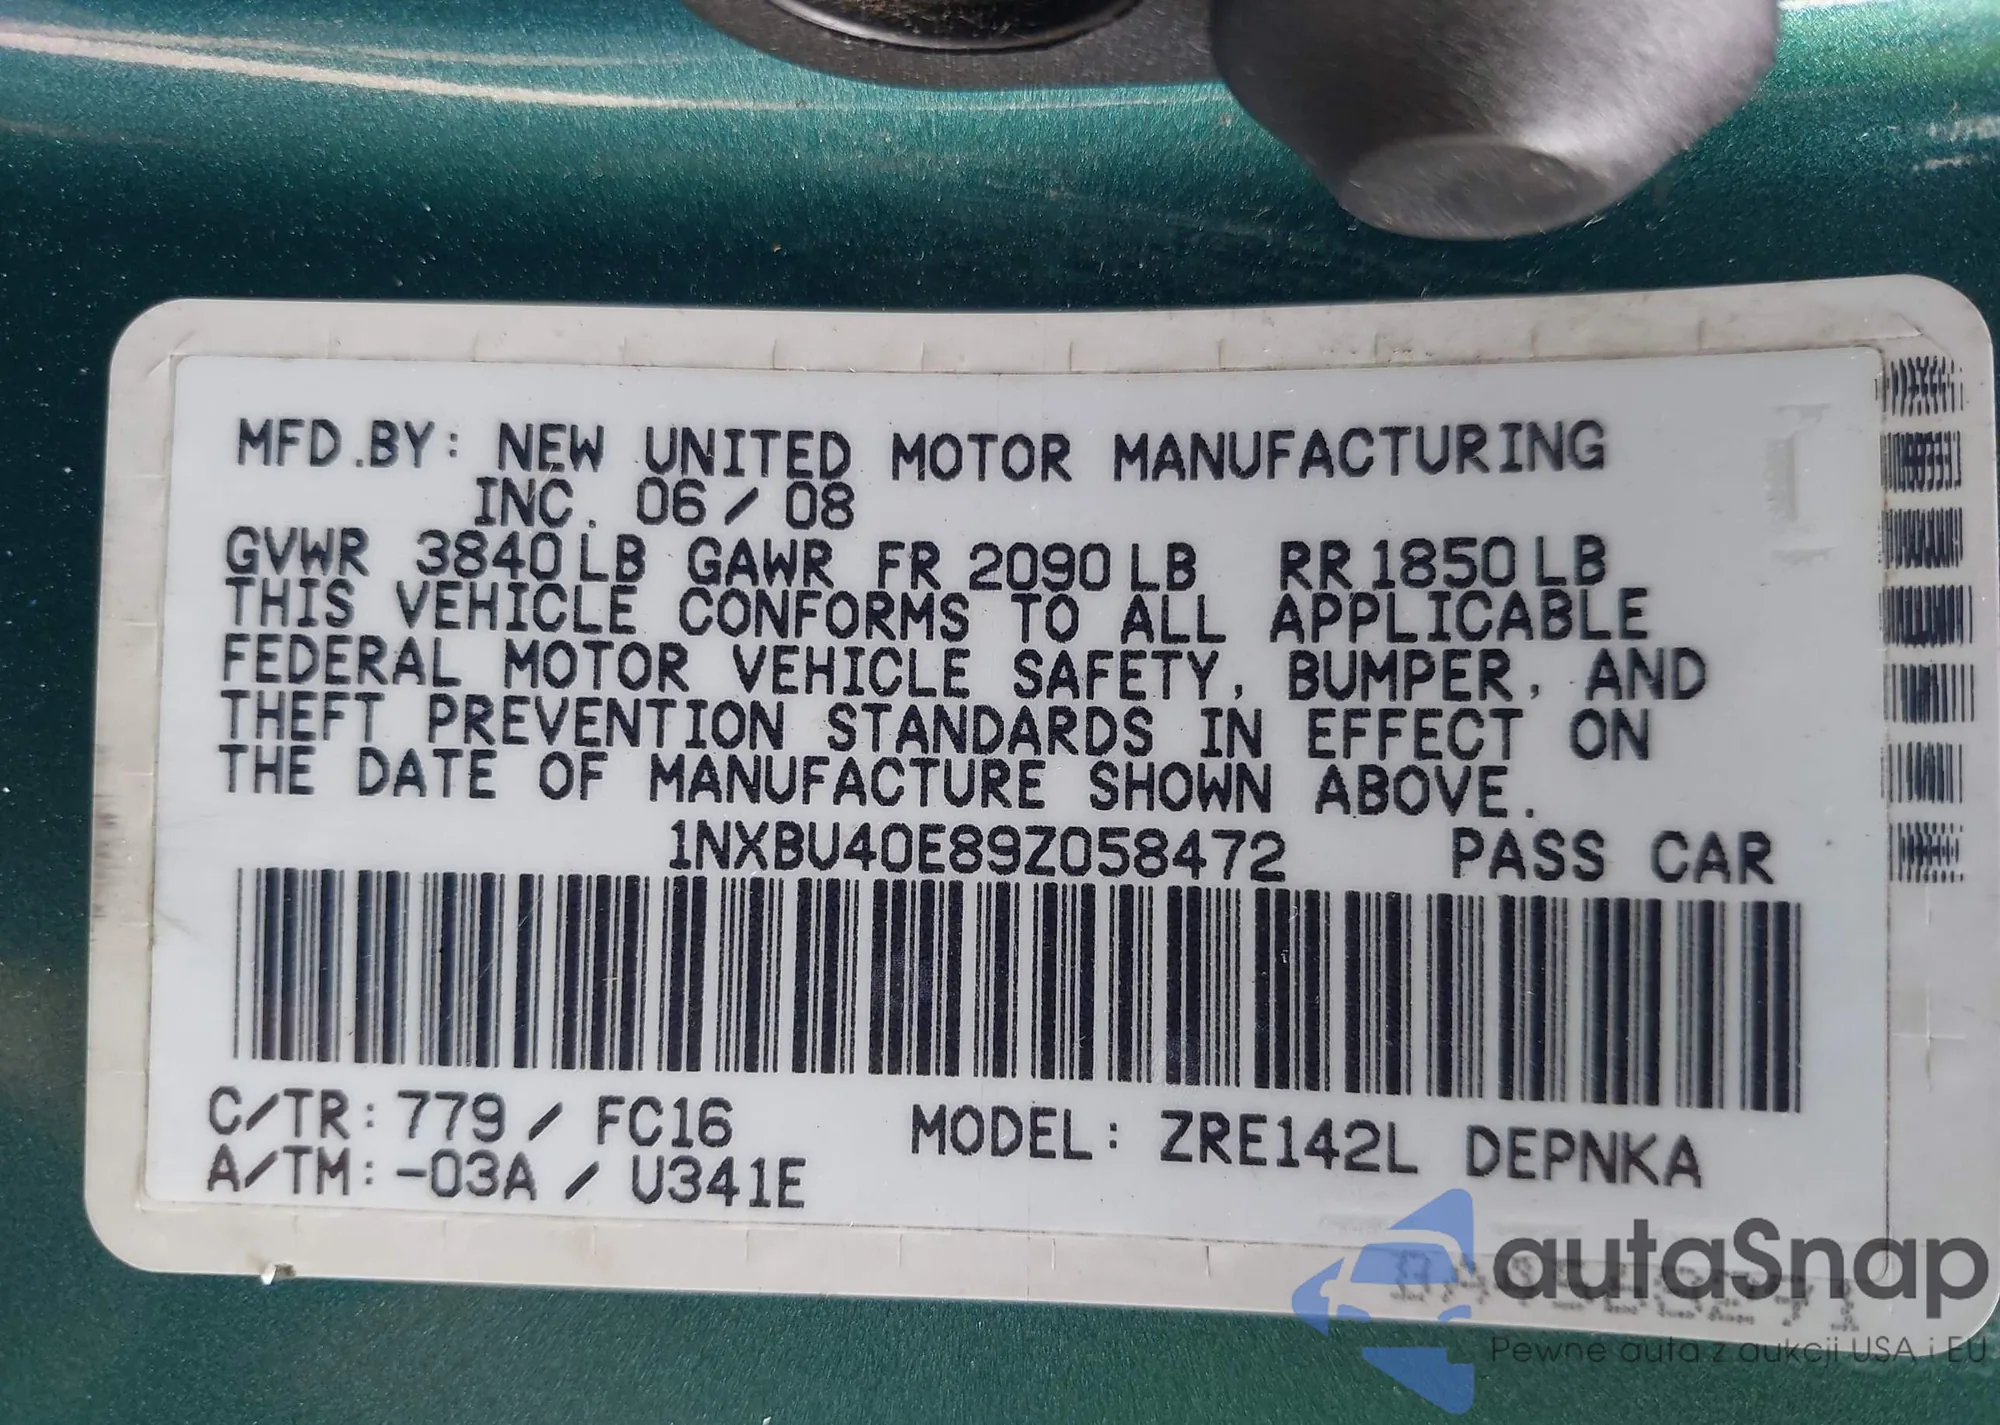 MFD.BY: NEW UNITED MOTOR MANUFACTURING
INC. 06/08
GVWR 3840LB GAWR FR 2090LB RR 1850LB
THIS VEHICLE CONFORMS TO ALL APPLICABLE
FEDERAL MOTOR VEHICLE SAFETY, BUMPER, AND
THEFT PREVENTION STANDARDS IN EFFECT ON
THE DATE OF MANUFACTURE SHOWN ABOVE.
1NXBU40E89Z058472 PASS CAR
C/TR: 779 / FC16 MODEL: ZRE142L DEPNKA
A/TM: -03A / U341E
autaSnap
Pewne auta z aukcji USA i EU